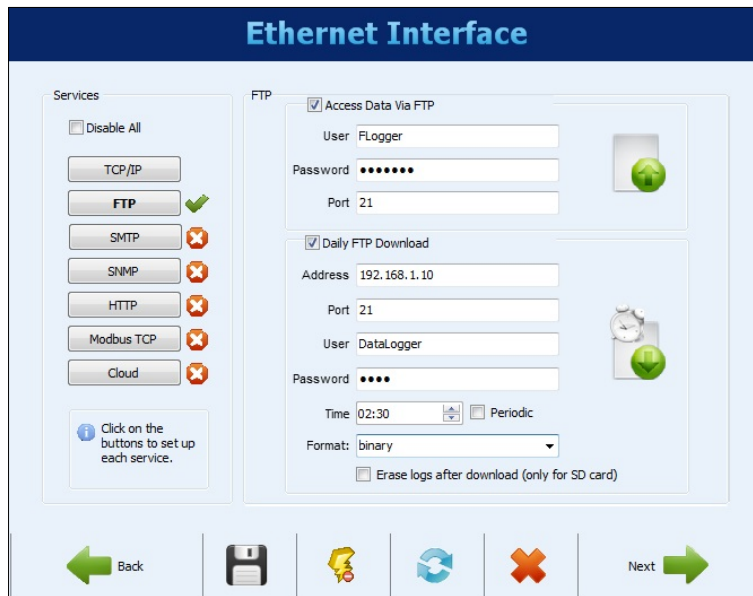 Ethernet Interface
Services
Disable All
TCP/IP
FTP
SMTP
SNMP
HTTP
Modbus TCP
Cloud
Click on the
buttons to set up
each service.
FTP
Access Data Via FTP
User FLogger
Password •••••••
Port 21
Daily FTP Download
Address 192.168.1.10
Port 21
User DataLogger
Password ••••
Time 02:30 Periodic
Format: binary
Erase logs after download (only for SD card)
Back
Next